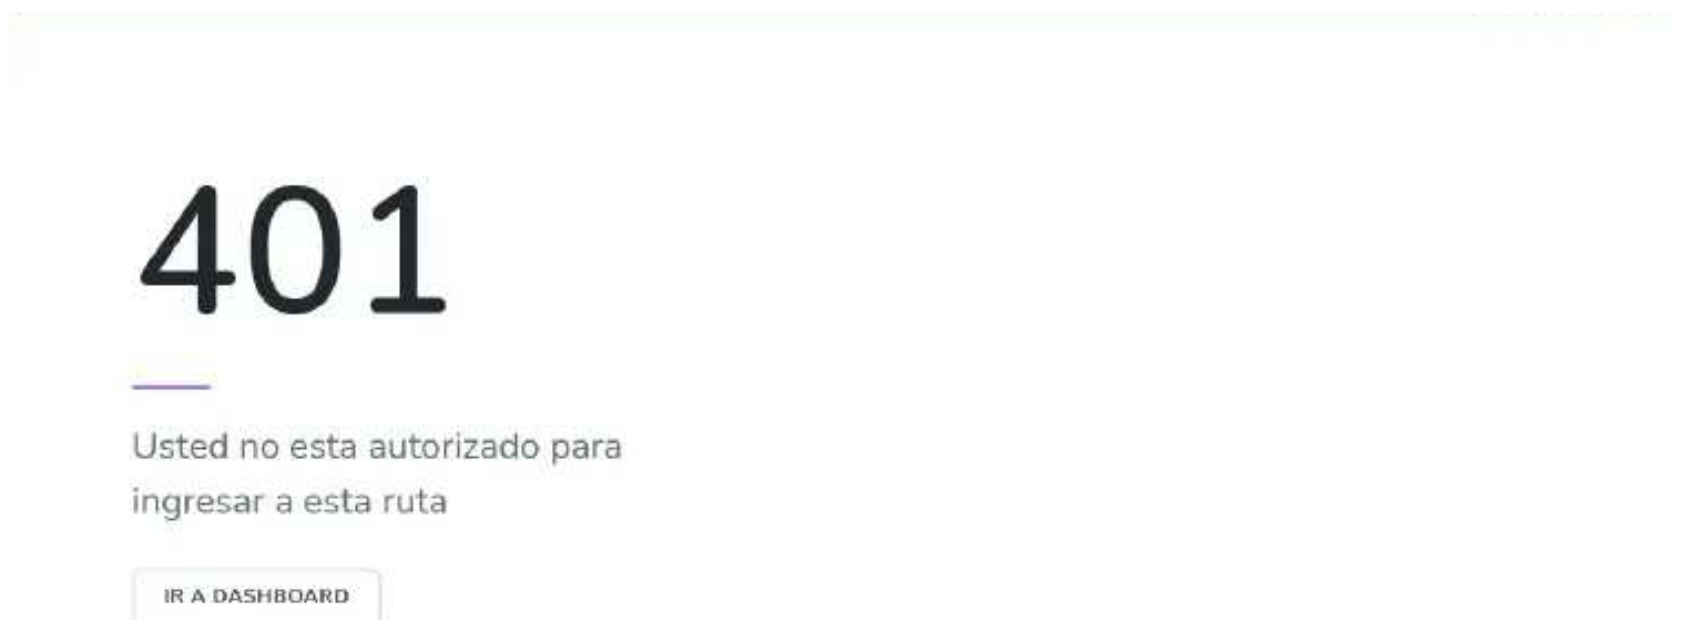 401
Usted no esta autorizado para
ingresar a esta ruta
IR A DASHBOARD